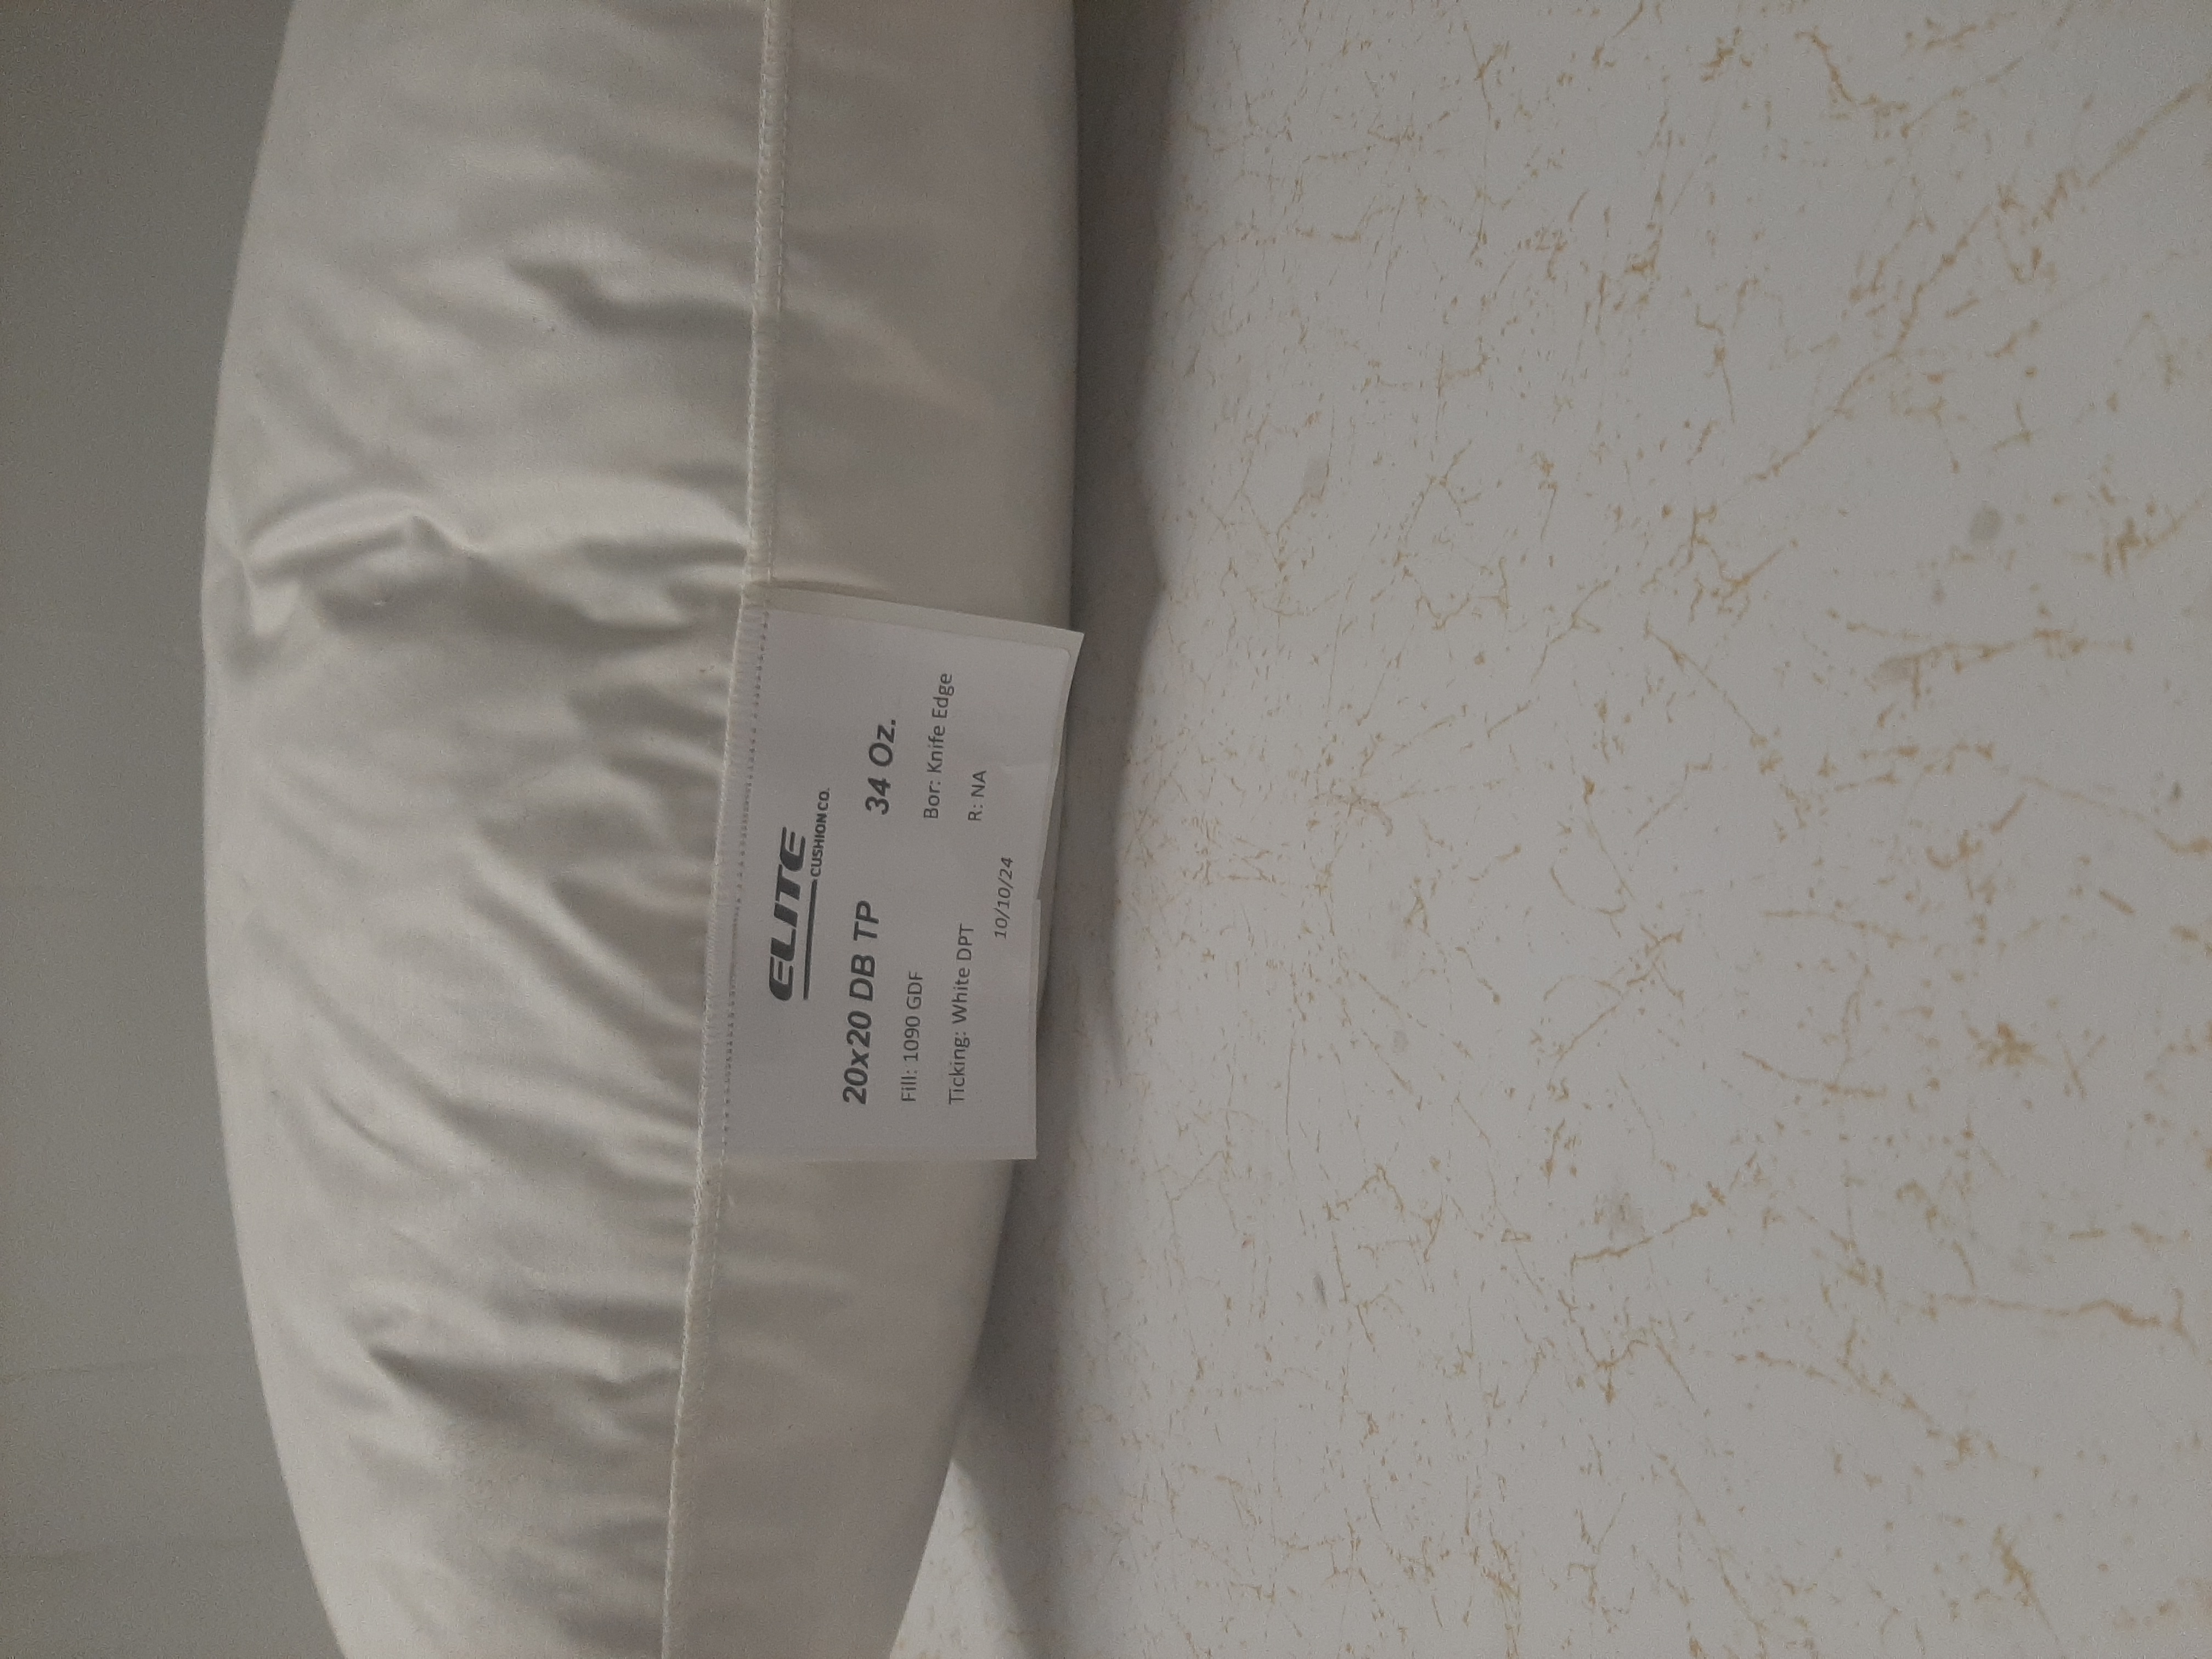 ELITE
CUSHION CO.
20x20 DB TP 34 Oz.
Fill: 1090 GDF Bor: Knife Edge
Ticking: White DPT R: NA
10/10/24